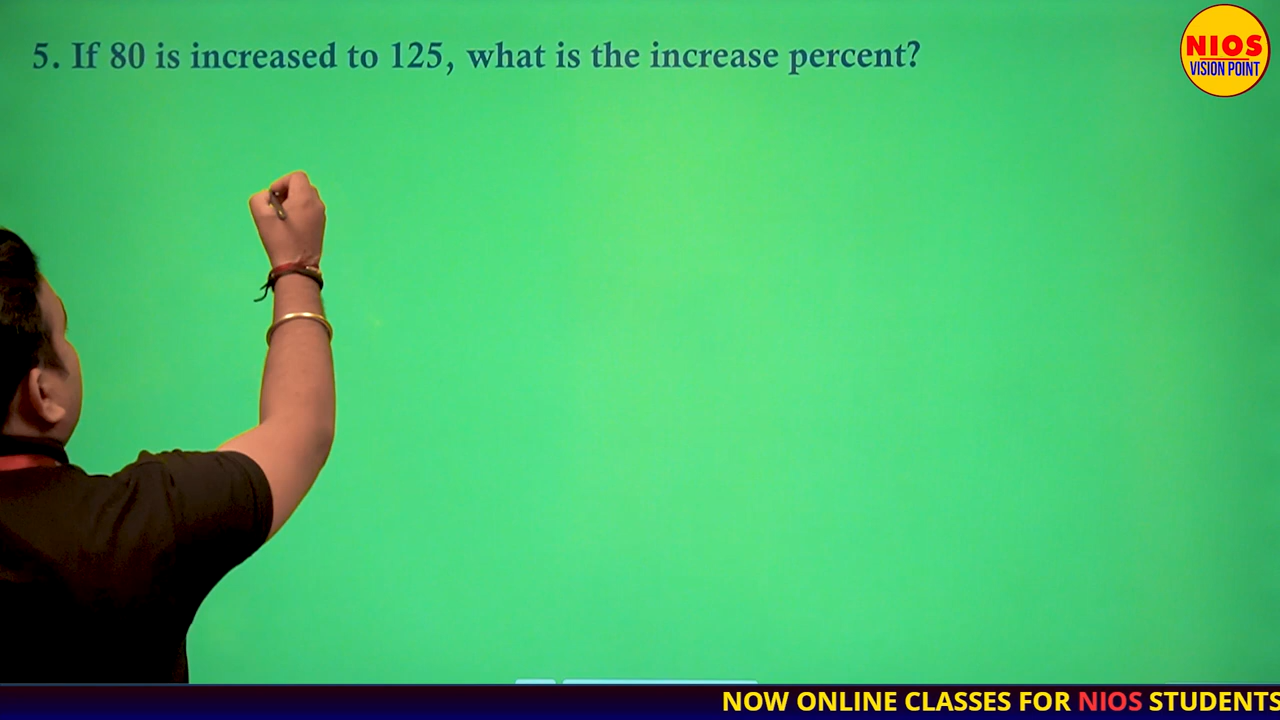 5. If 80 is increased to 125, what is the increase percent?
NIOS
VISION POINT
NOW ONLINE CLASSES FOR NIOS STUDENTS